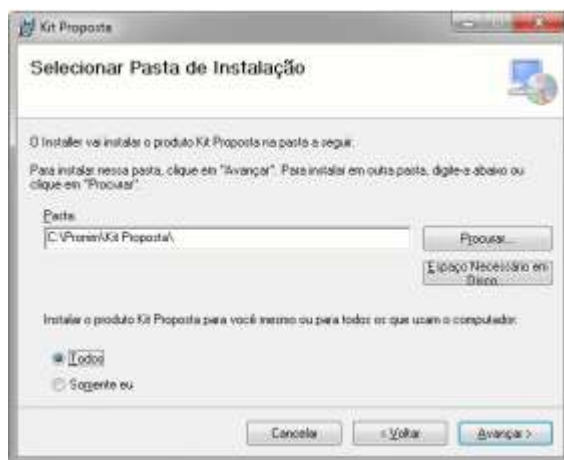 Kit Proposta
Selecionar Pasta de Instalação
O Installer vai instalar o produto Kit Proposta na pasta a seguir.
Para instalar nessa pasta, clique em "Avançar". Para instalar em outra pasta, digite-a abaixo ou
clique em "Procurar".
Pasta:
C:\Pronim\Kit Proposta\
Procurar...
Espaço Necessário em
Disco...
Instalar o produto Kit Proposta para você mesmo ou para todos os que usam o computador:
Todos
Somente eu
Cancelar
< Voltar
Avançar >